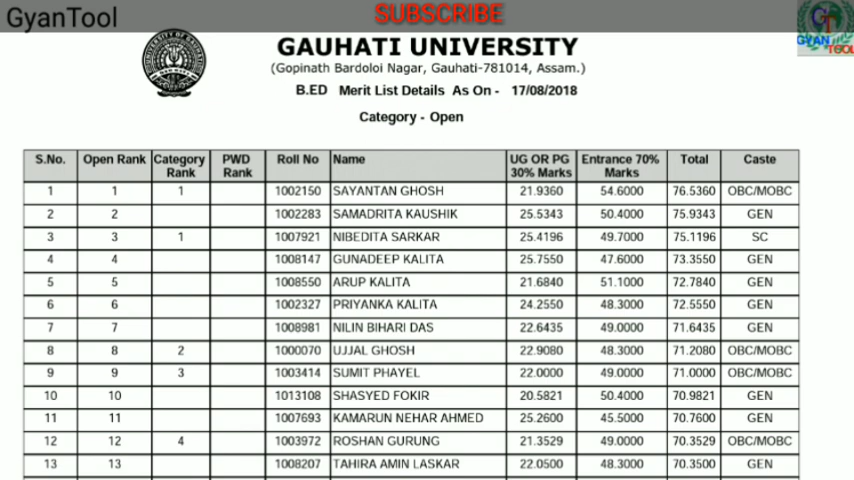 GyanTool
SUBSCRIBE
GYAN
TOOL
GAUHATI UNIVERSITY
(Gopinath Bardoloi Nagar, Gauhati-781014, Assam.)
B.ED Merit List Details As On - 17/08/2018
Category - Open
S.No. Open Rank Category Rank PWD Rank Roll No Name UG OR PG 30% Marks Entrance 70% Marks Total Caste
1 1 1 1002150 SAYANTAN GHOSH 21.9360 54.6000 76.5360 OBC/MOBC
2 2 1002283 SAMADRITA KAUSHIK 25.5343 50.4000 75.9343 GEN
3 3 1 1007921 NIBEDITA SARKAR 25.4196 49.7000 75.1196 SC
4 4 1008147 GUNADEEP KALITA 25.7550 47.6000 73.3550 GEN
5 5 1008550 ARUP KALITA 21.6840 51.1000 72.7840 GEN
6 6 1002327 PRIYANKA KALITA 24.2550 48.3000 72.5550 GEN
7 7 1008981 NILIN BIHARI DAS 22.6435 49.0000 71.6435 GEN
8 8 2 1000070 UJJAL GHOSH 22.9080 48.3000 71.2080 OBC/MOBC
9 9 3 1003414 SUMIT PHAYEL 22.0000 49.0000 71.0000 OBC/MOBC
10 10 1013108 SHASYED FOKIR 20.5821 50.4000 70.9821 GEN
11 11 1007693 KAMARUN NEHAR AHMED 25.2600 45.5000 70.7600 GEN
12 12 4 1003972 ROSHAN GURUNG 21.3529 49.0000 70.3529 OBC/MOBC
13 13 1008207 TAHIRA AMIN LASKAR 22.0500 48.3000 70.3500 GEN